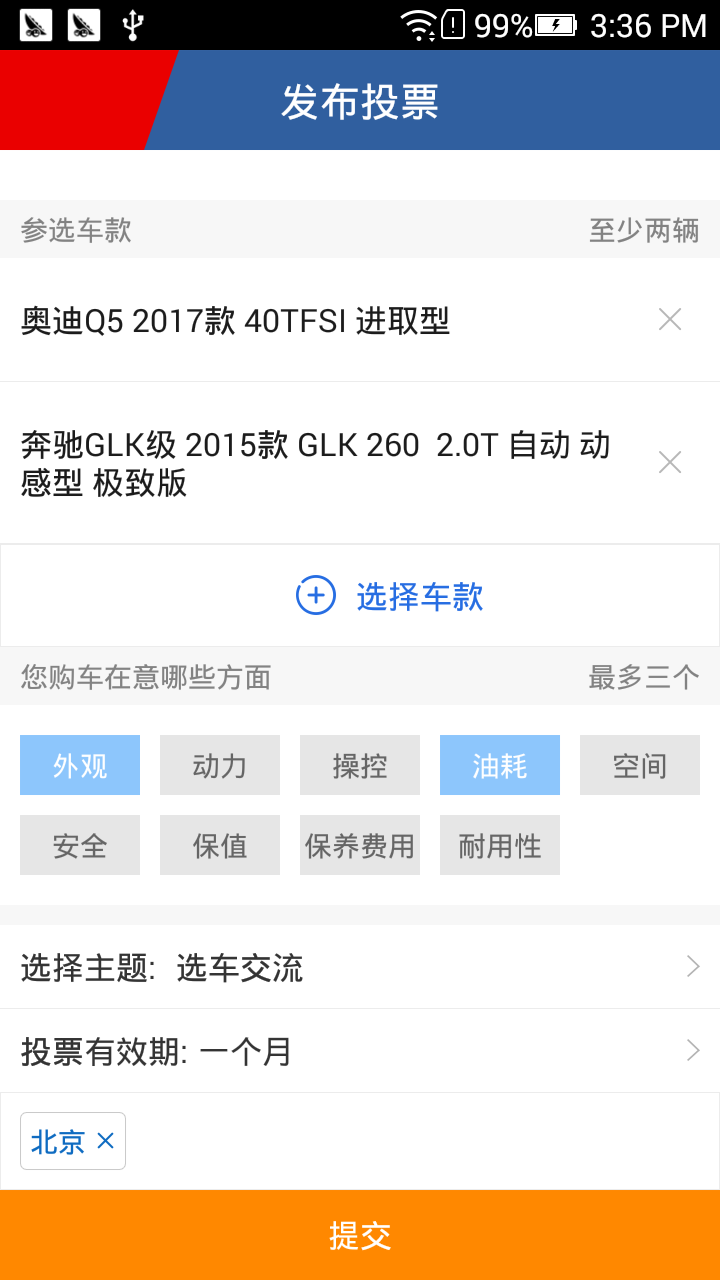 99% 3:36 PM
发布投票
参选车款 至少两辆
奥迪Q5 2017款 40TFSI 进取型
奔驰GLK级 2015款 GLK 260  2.0T 自动 动
感型 极致版
选择车款
您购车在意哪些方面 最多三个
外观 动力 操控 油耗 空间
安全 保值 保养费用 耐用性
选择主题: 选车交流
投票有效期: 一个月
北京
提交